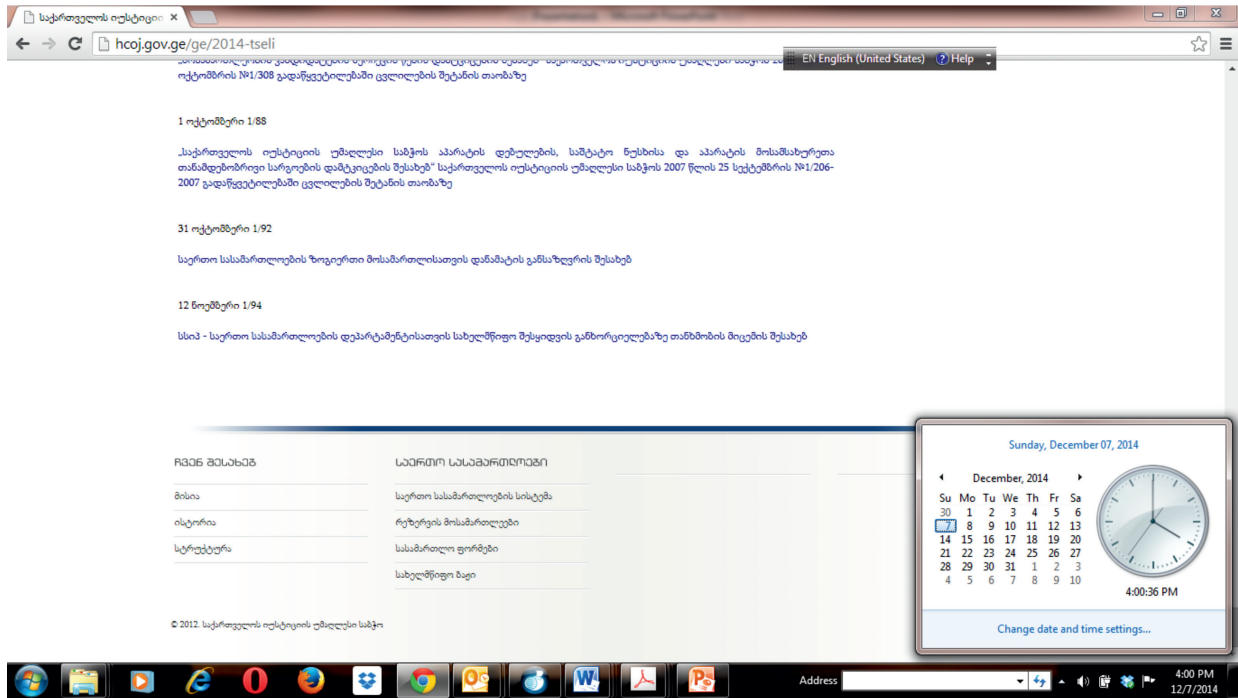 საქართველოს იუსტიცი
hcoj.gov.ge/ge/2014-tseli
EN English (United States) Help
ოქტომბრის №1/308 გადაწყვეტილებაში ცვლილების შეტანის თაობაზე
1 ოქტომბერი 1/88
„საქართველოს იუსტიციის უმაღლესი საბჭოს აპარატის დებულების, საშტატო ნუსხისა და აპარატის მოსამსახურეთა
თანამდებობრივი სარგოების დამტკიცების შესახებ“ საქართველოს იუსტიციის უმაღლესი საბჭოს 2007 წლის 25 სექტემბრის №1/206-
2007 გადაწყვეტილებაში ცვლილების შეტანის თაობაზე
31 ოქტომბერი 1/92
საერთო სასამართლოების ზოგიერთი მოსამართლისათვის დანამატის განსაზღვრის შესახებ
12 ნოემბერი 1/94
სსიპ - საერთო სასამართლოების დეპარტამენტისათვის სახელმწიფო შესყიდვის განხორციელებაზე თანხმობის მიცემის შესახებ
ჩვენ შესახებ
მისია
ისტორია
სტრუქტურა
საერთო სასამართლოები
საერთო სასამართლოების სისტემა
რეზერვის მოსამართლეები
სასამართლო ფორმები
სახელმწიფო ბაჟი
© 2012. საქართველოს იუსტიციის უმაღლესი საბჭო
Sunday, December 07, 2014
December, 2014
Su Mo Tu We Th Fr Sa
30 1 2 3 4 5 6
7 8 9 10 11 12 13
14 15 16 17 18 19 20
21 22 23 24 25 26 27
28 29 30 31 1 2 3
4 5 6 7 8 9 10
4:00:36 PM
Change date and time settings...
Address
4:00 PM
12/7/2014